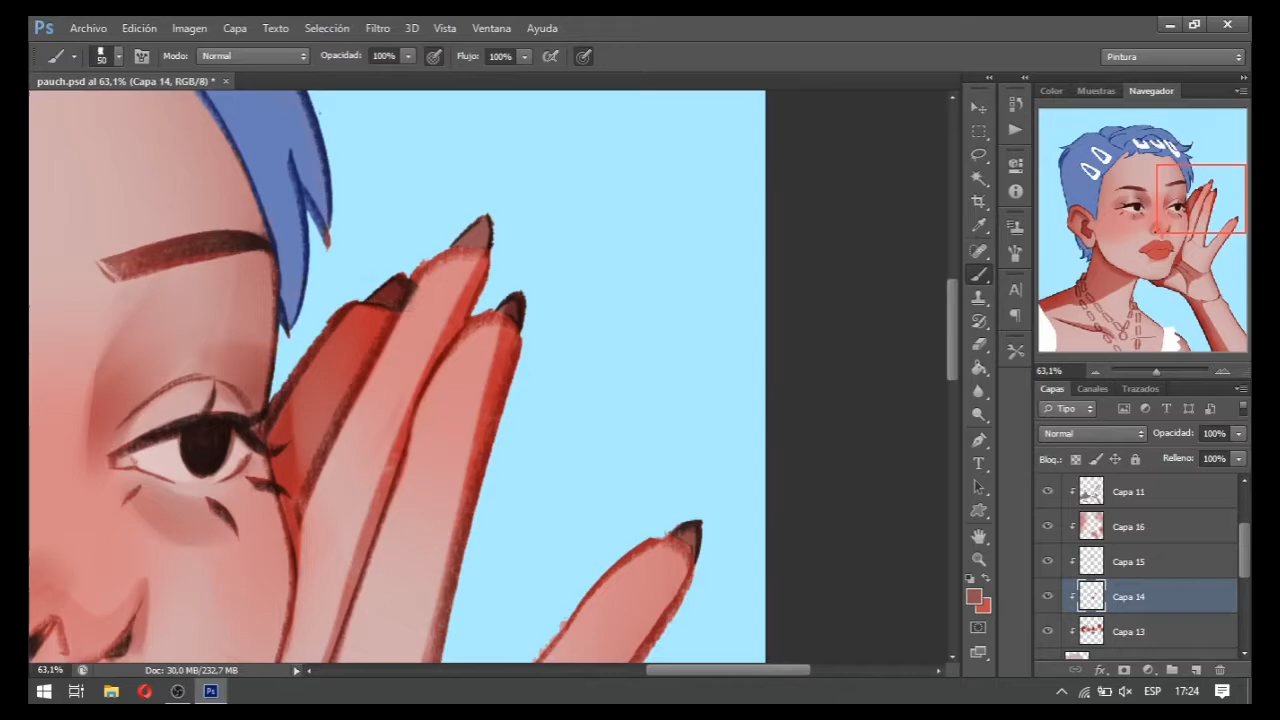 Ps Archivo Edición Imagen Capa Texto Selección Filtro 3D Vista Ventana Ayuda
50 Modo: Normal Opacidad: 100% Flujo: 100% Pintura
pauch.psd al 63,1% (Capa 14, RGB/8) * ×
Color Muestras Navegador
63,1%
Capas Canales Trazados
Tipo
Normal Opacidad: 100%
Bloq.: Relleno: 100%
Capa 11
Capa 16
Capa 15
Capa 14
Capa 13
63,1% Doc: 30,0 MB/232,7 MB
Ps ESP 17:24